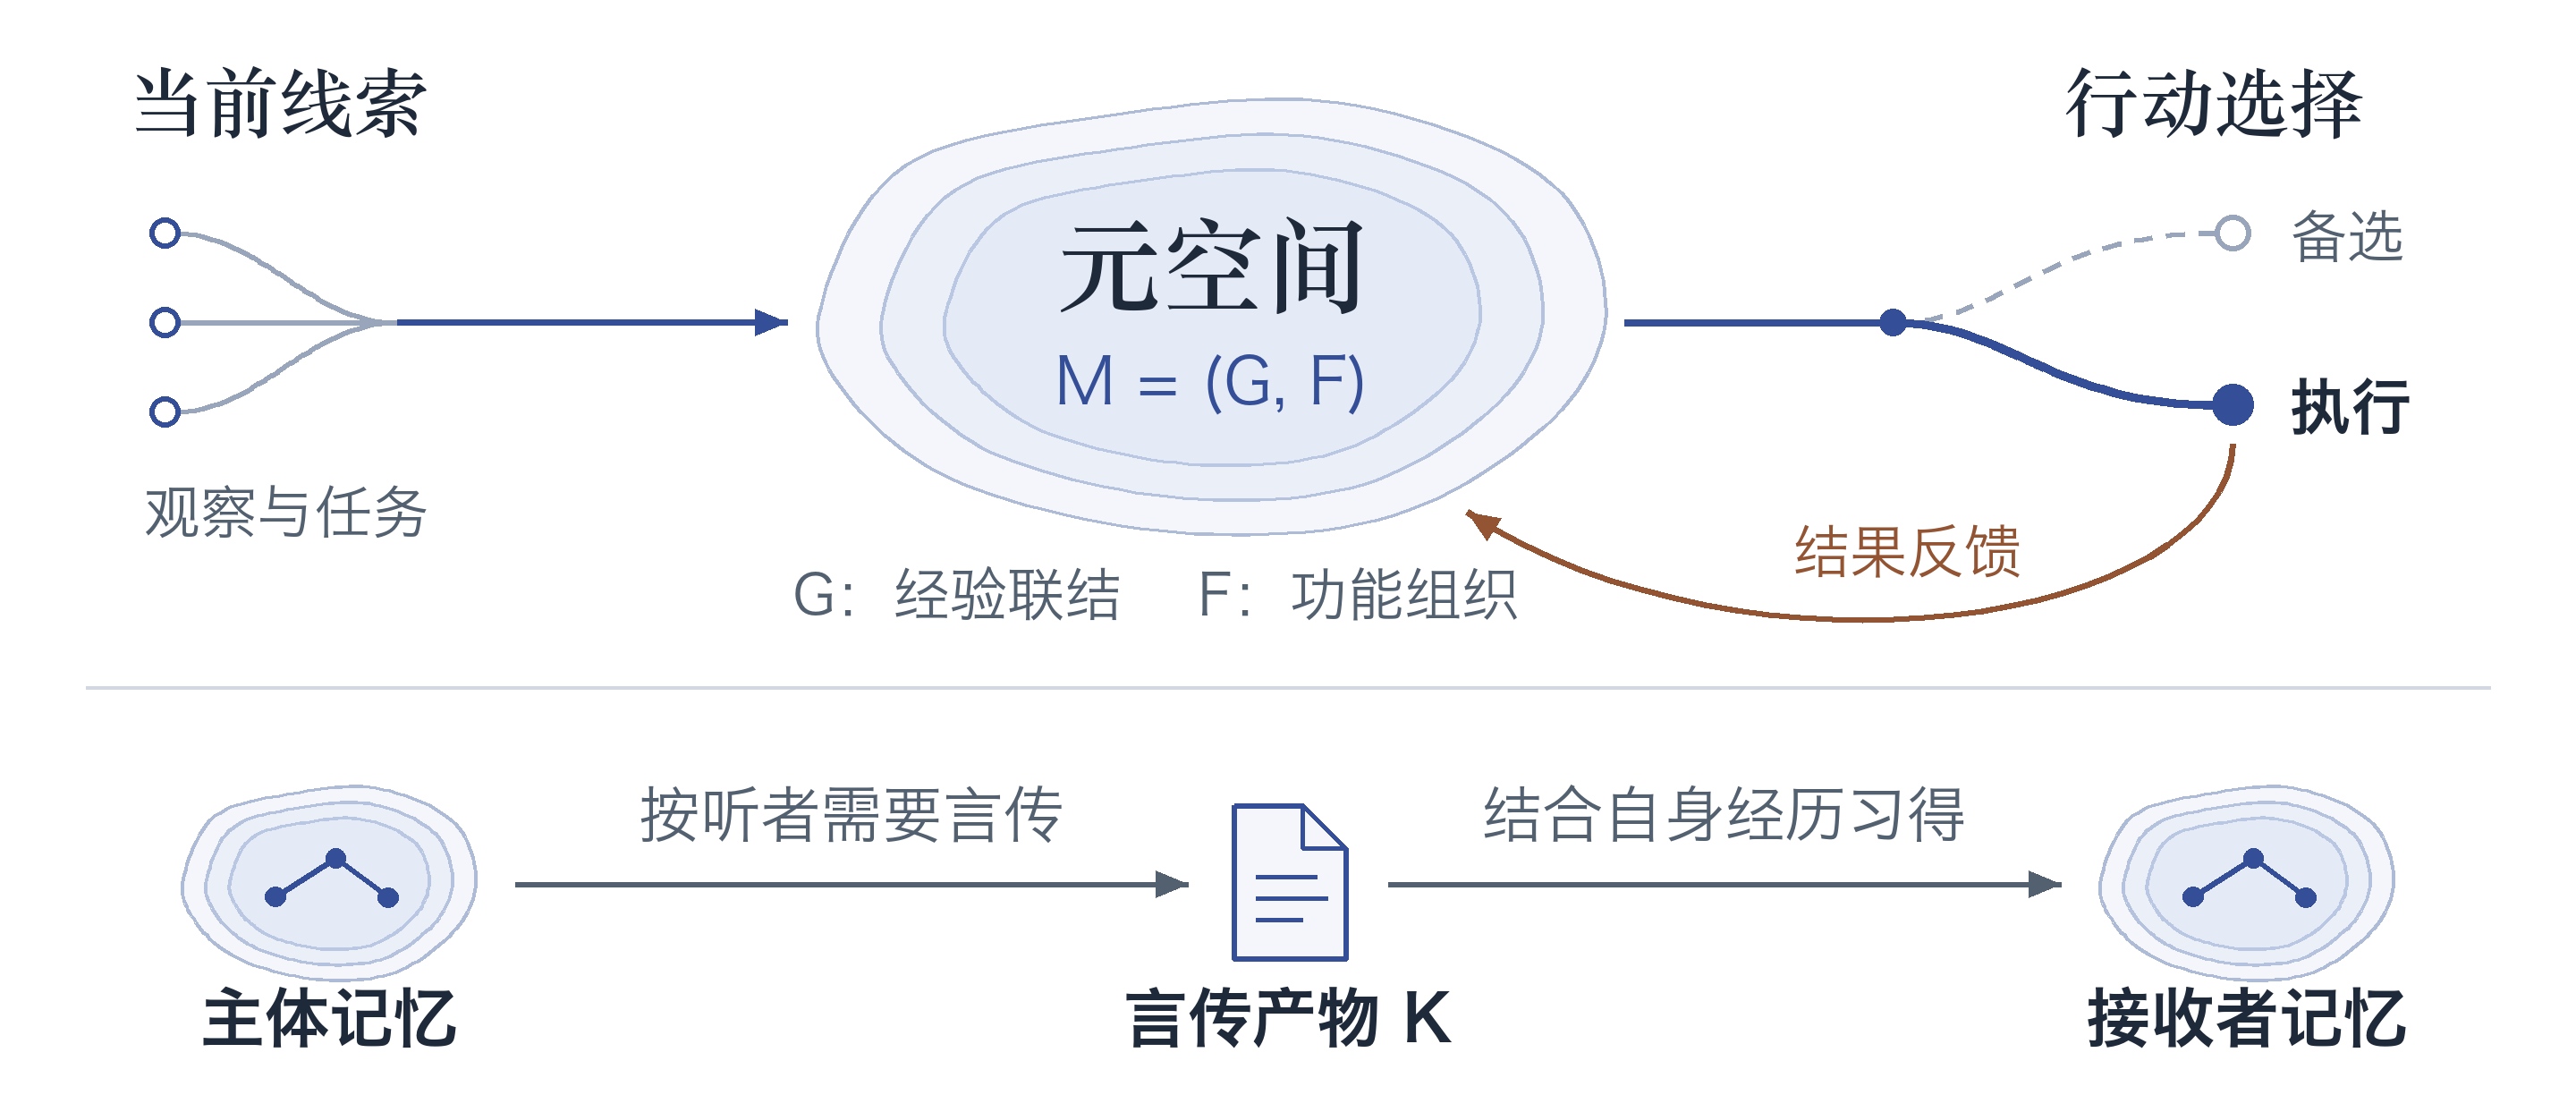 当前线索
行动选择
元空间
M = (G, F)
备选
执行
观察与任务
结果反馈
G: 经验联结 F: 功能组织
按听者需要言传
结合自身经历习得
主体记忆
言传产物 K
接收者记忆